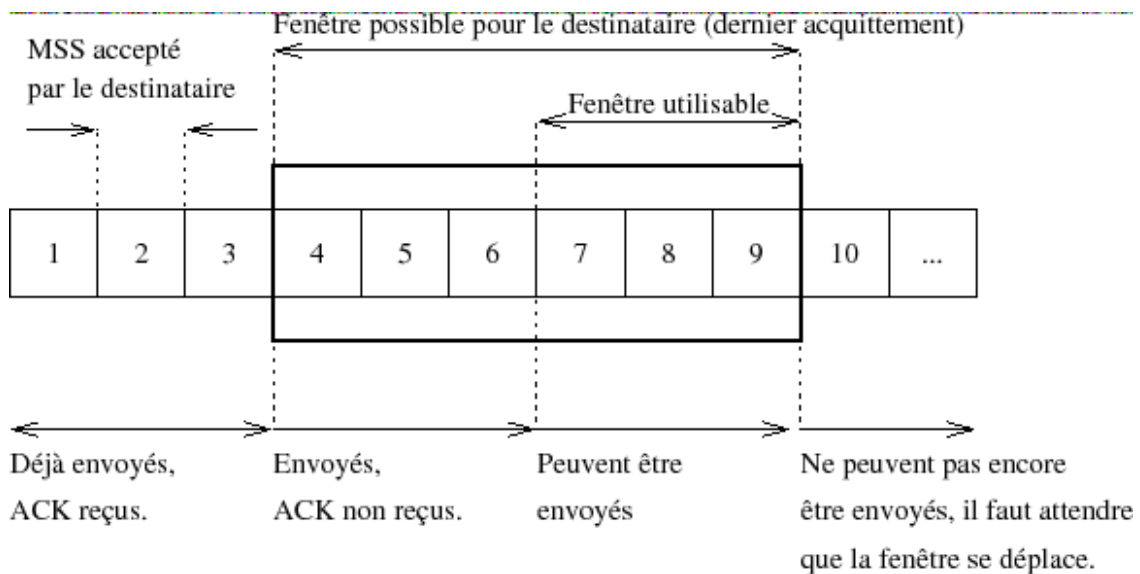 Fenêtre possible pour le destinataire (dernier acquittement)
MSS accepté
par le destinataire
Fenêtre utilisable
1 2 3 4 5 6 7 8 9 10 ...
Déjà envoyés,
ACK reçus.
Envoyés,
ACK non reçus.
Peuvent être
envoyés
Ne peuvent pas encore
être envoyés, il faut attendre
que la fenêtre se déplace.